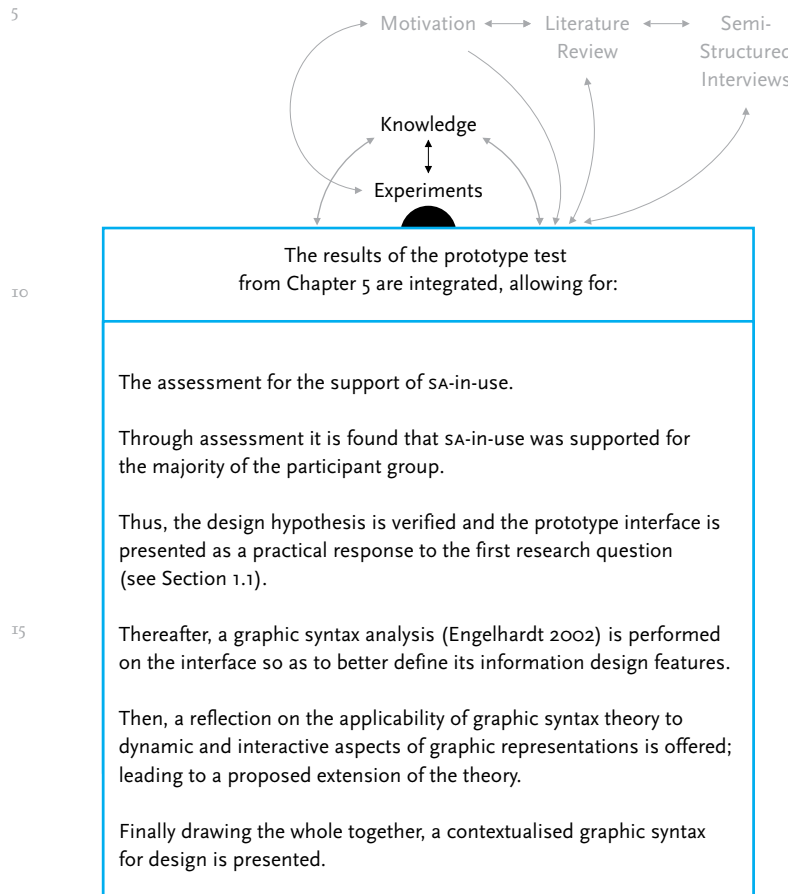 5
Motivation Literature Semi-
Review Structured
Interviews
Knowledge
Experiments
The results of the prototype test
10
from Chapter 5 are integrated, allowing for:
The assessment for the support of SA-in-use.
Through assessment it is found that SA-in-use was supported for
the majority of the participant group.
Thus, the design hypothesis is verified and the prototype interface is
presented as a practical response to the first research question
(see Section 1.1).
15
Thereafter, a graphic syntax analysis (Engelhardt 2002) is performed
on the interface so as to better define its information design features.
Then, a reflection on the applicability of graphic syntax theory to
dynamic and interactive aspects of graphic representations is offered;
leading to a proposed extension of the theory.
Finally drawing the whole together, a contextualised graphic syntax
for design is presented.